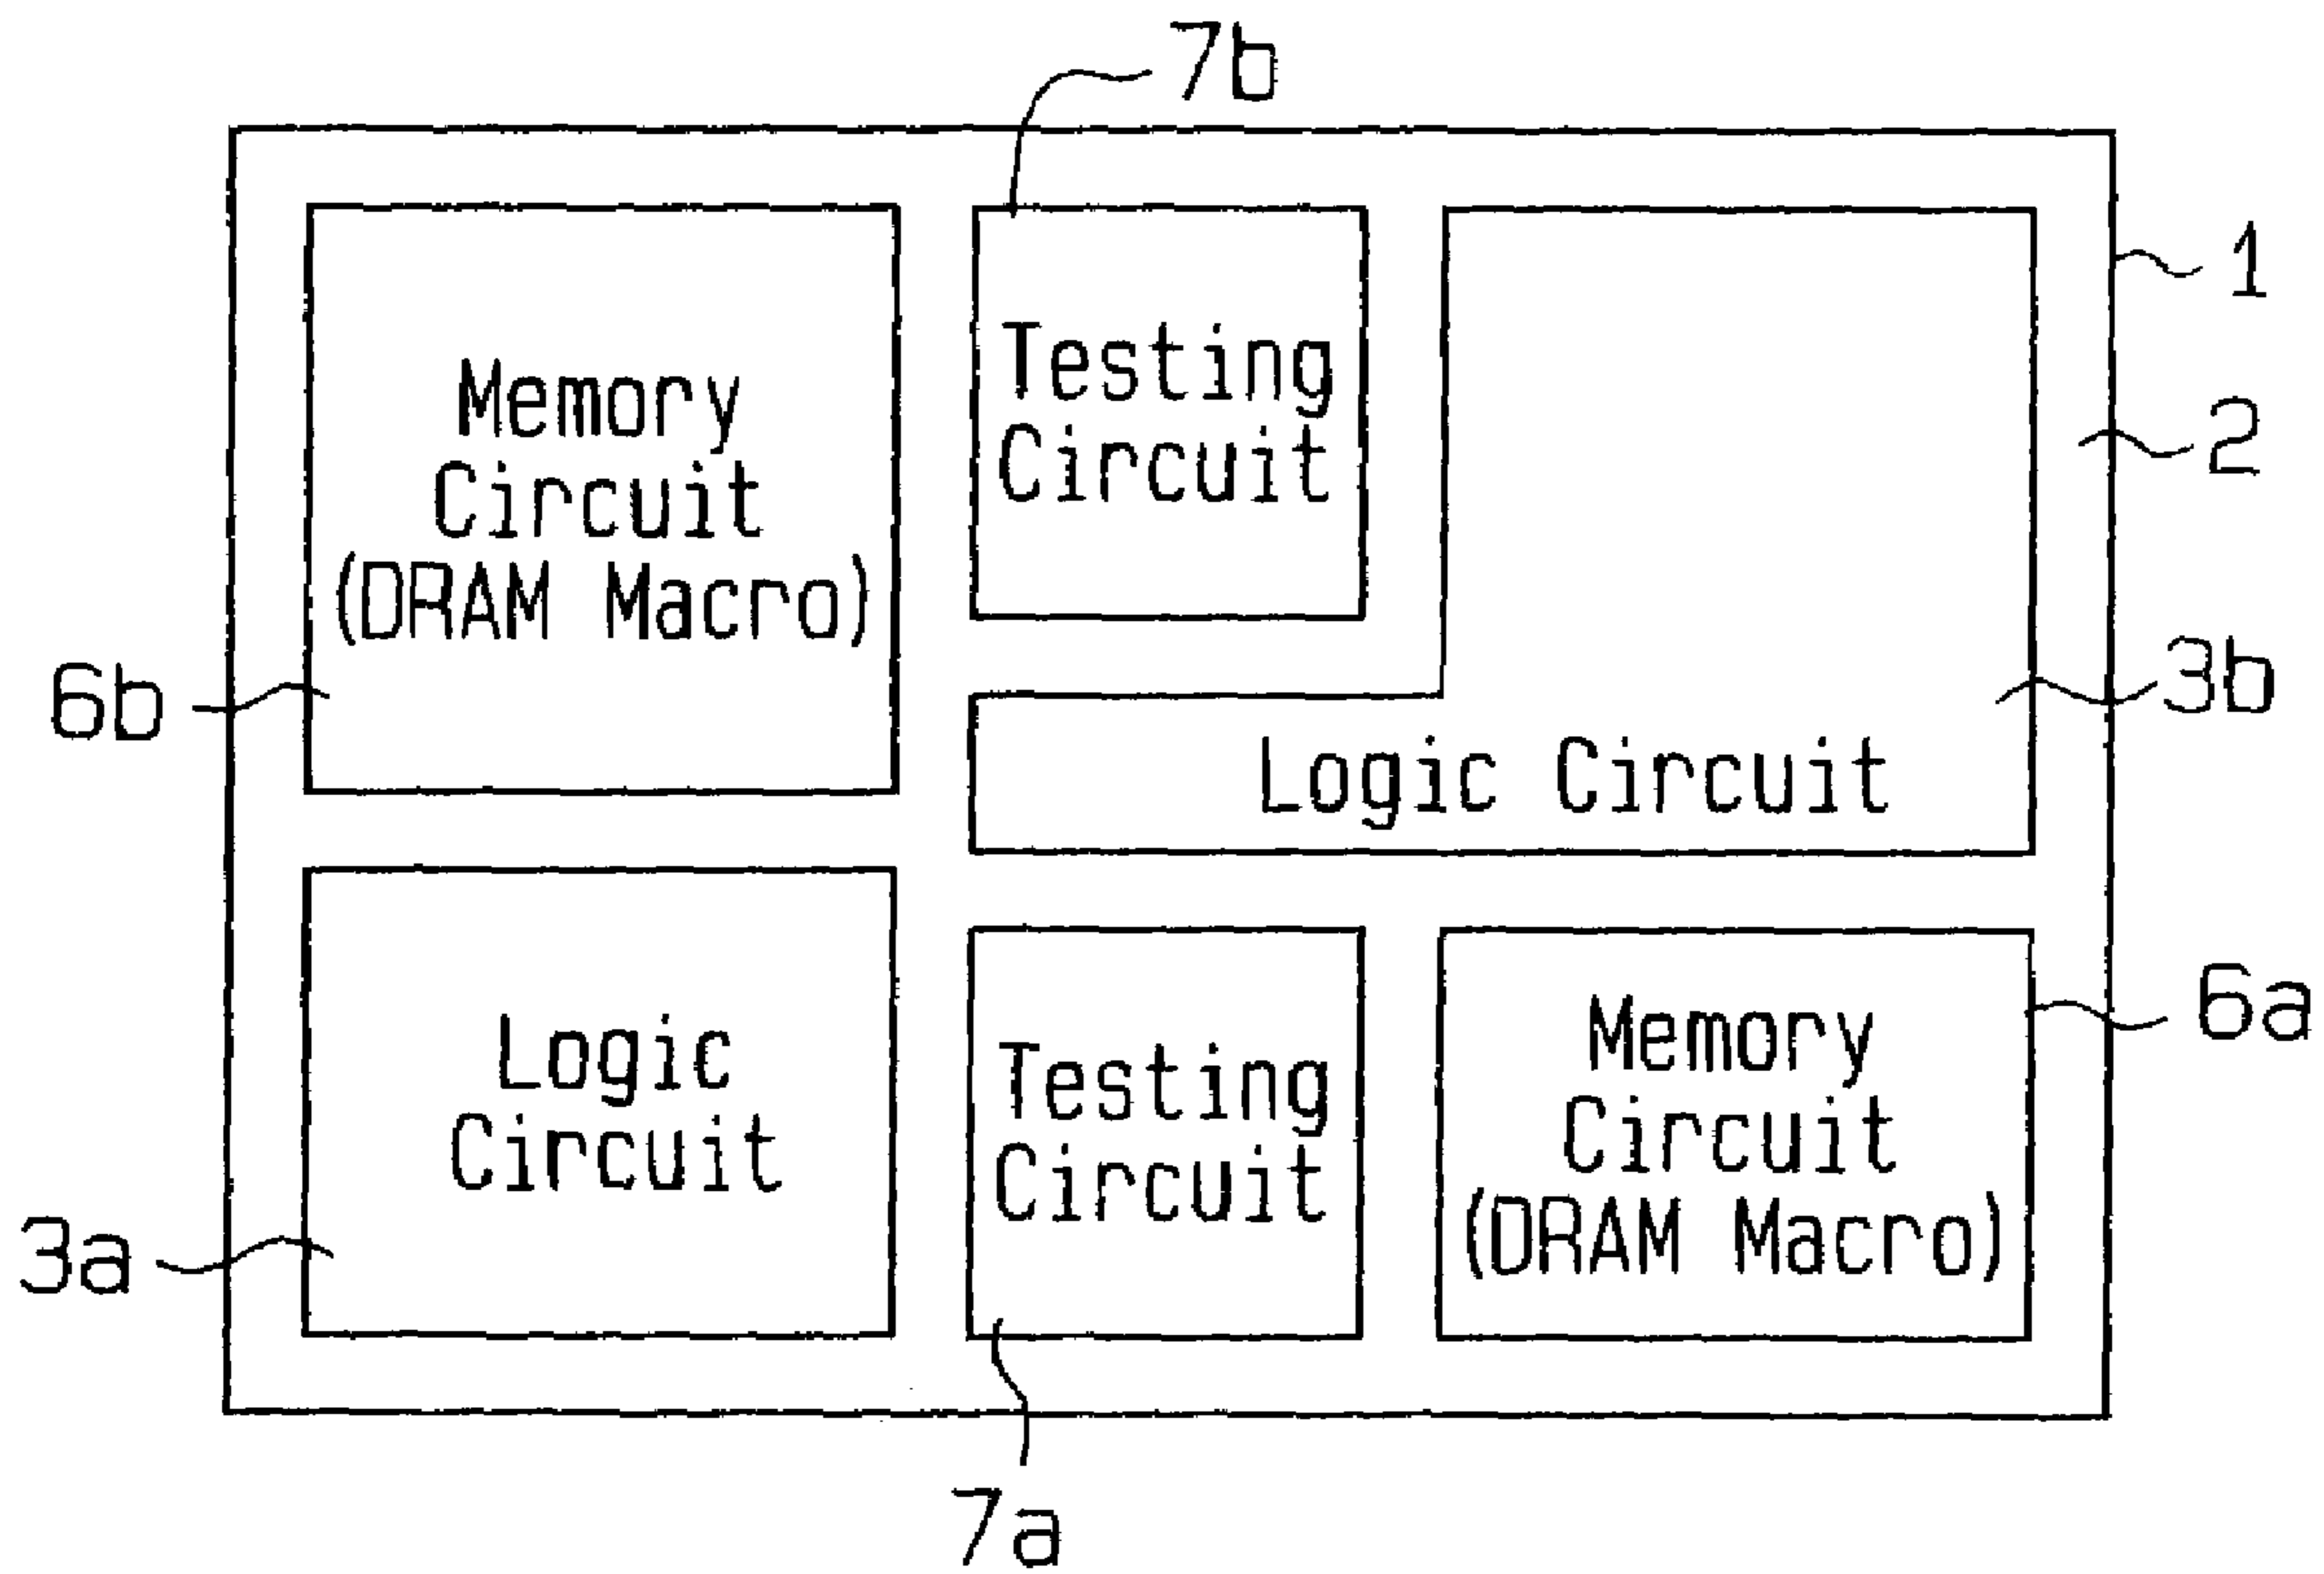 7b
1
2
Memory
Circuit
(DRAM Macro)
6b
Testing
Circuit
3b
Logic Circuit
Logic
Circuit
3a
Testing
Circuit
7a
Memory
Circuit
(DRAM Macro)
6a